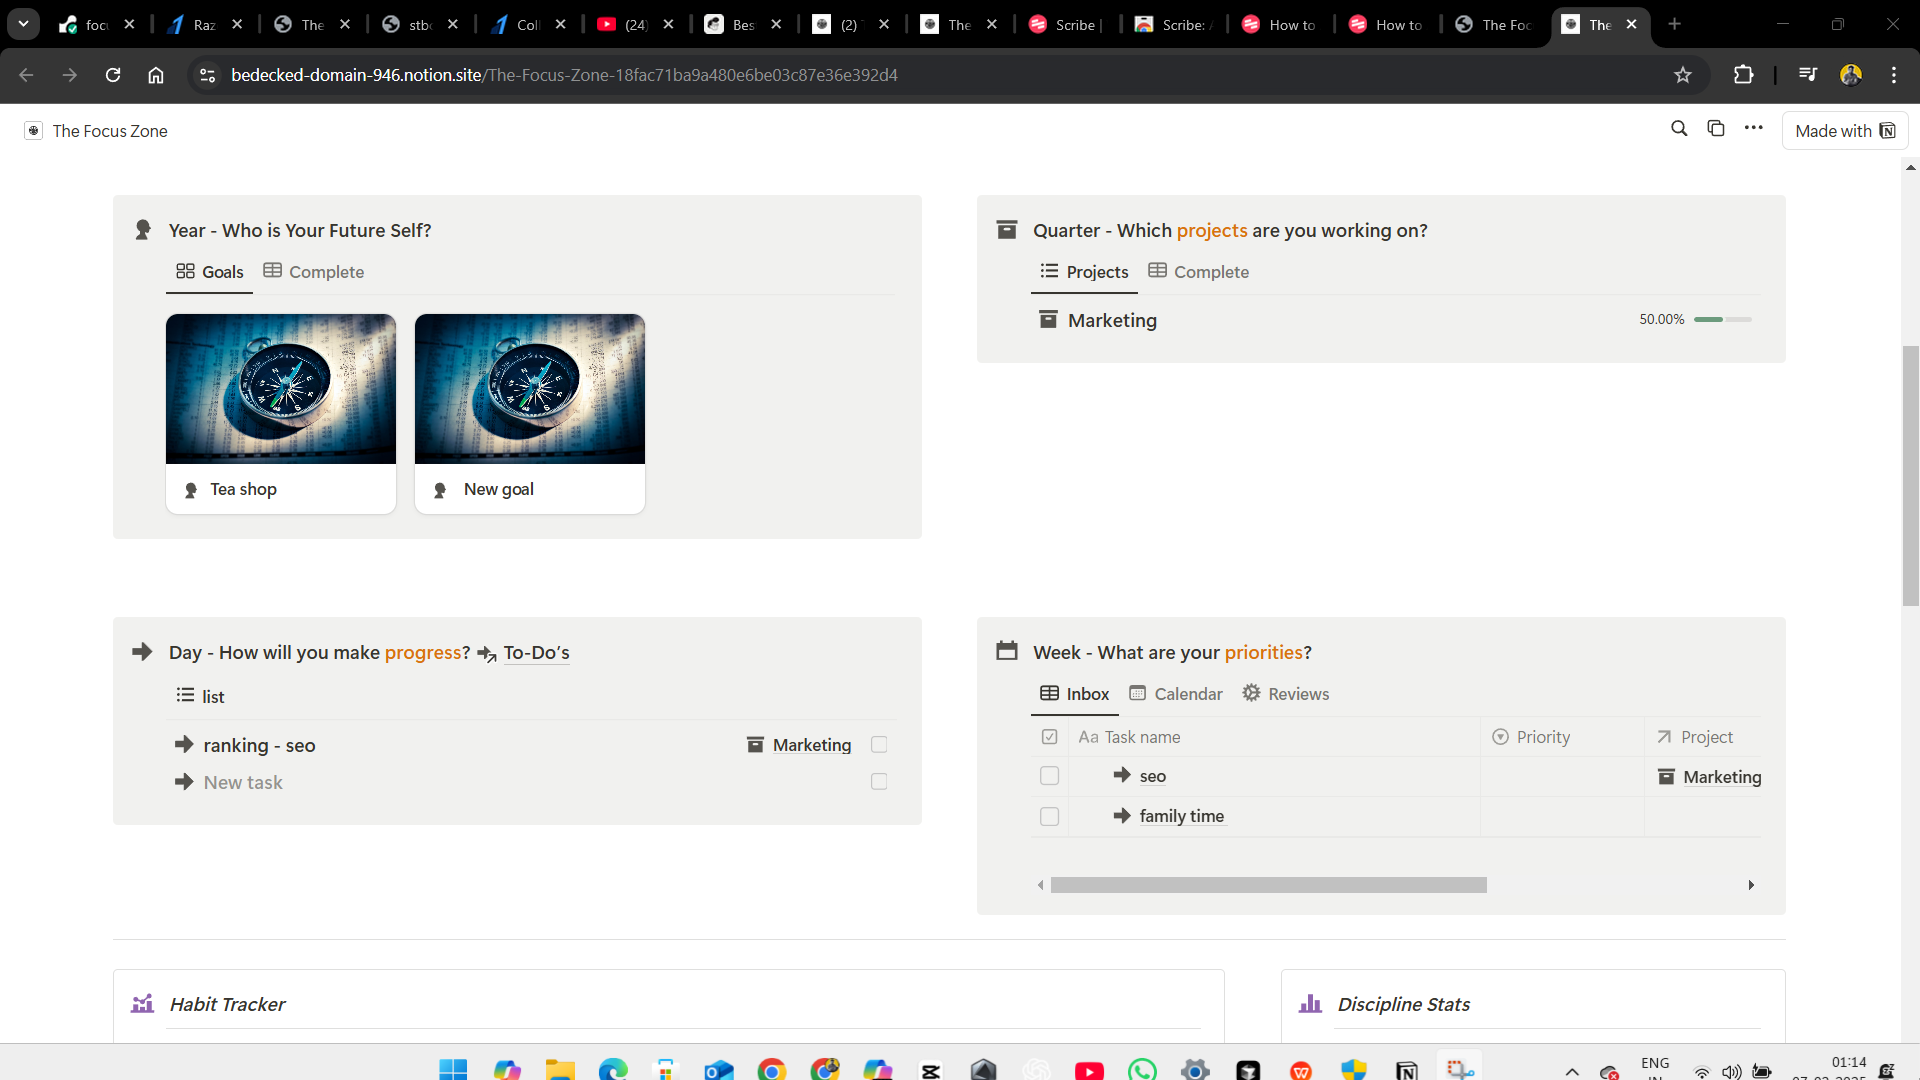 focu
Raz
The
stbc
Coll
(24)
Bes
(2)
The
Scribe |
Scribe: A
How to
How to
The Foc
The
bedecked-domain-946.notion.site/The-Focus-Zone-18fac71ba9a480e6be03c87e36e392d4
The Focus Zone
Made with
Year - Who is Your Future Self?
Goals
Complete
Tea shop
New goal
Quarter - Which projects are you working on?
Projects
Complete
Marketing
50.00%
Day - How will you make progress? To-Do's
list
ranking - seo
Marketing
New task
Week - What are your priorities?
Inbox
Calendar
Reviews
Aa Task name
Priority
Project
seo
Marketing
family time
Habit Tracker
Discipline Stats
ENG
01:14